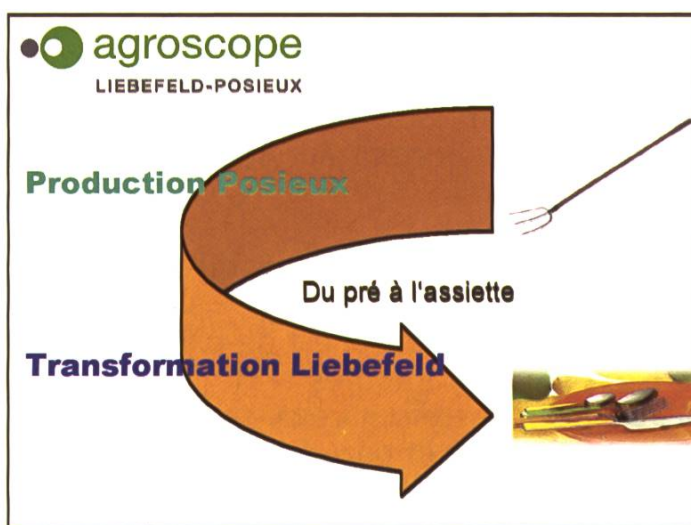 agroscope
LIEBEFELD-POSIEUX
Production Posieux
Du pré à l'assiette
Transformation Liebefeld